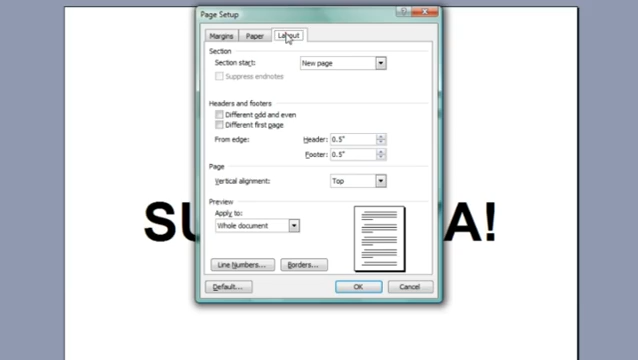 Page Setup
Margins Paper Layout
Section
Section start: New page
Suppress endnotes
Headers and footers
Different odd and even
Different first page
From edge: Header: 0.5"
Footer: 0.5"
Page
Vertical alignment: Top
Preview
Apply to:
Whole document
SU A!
Line Numbers... Borders...
Default... OK Cancel